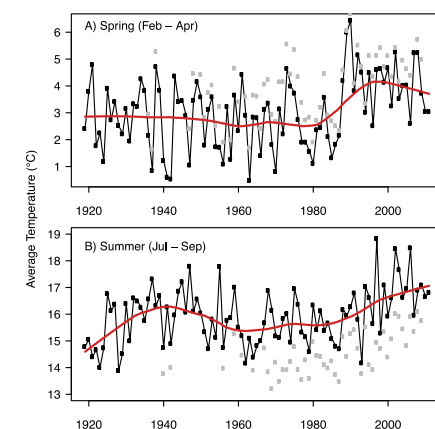 A) Spring (Feb – Apr)
6
5
4
3
2
1
1920 1940 1960 1980 2000
Average Temperature (°C)
B) Summer (Jul – Sep)
19
18
17
16
15
14
13
1920 1940 1960 1980 2000